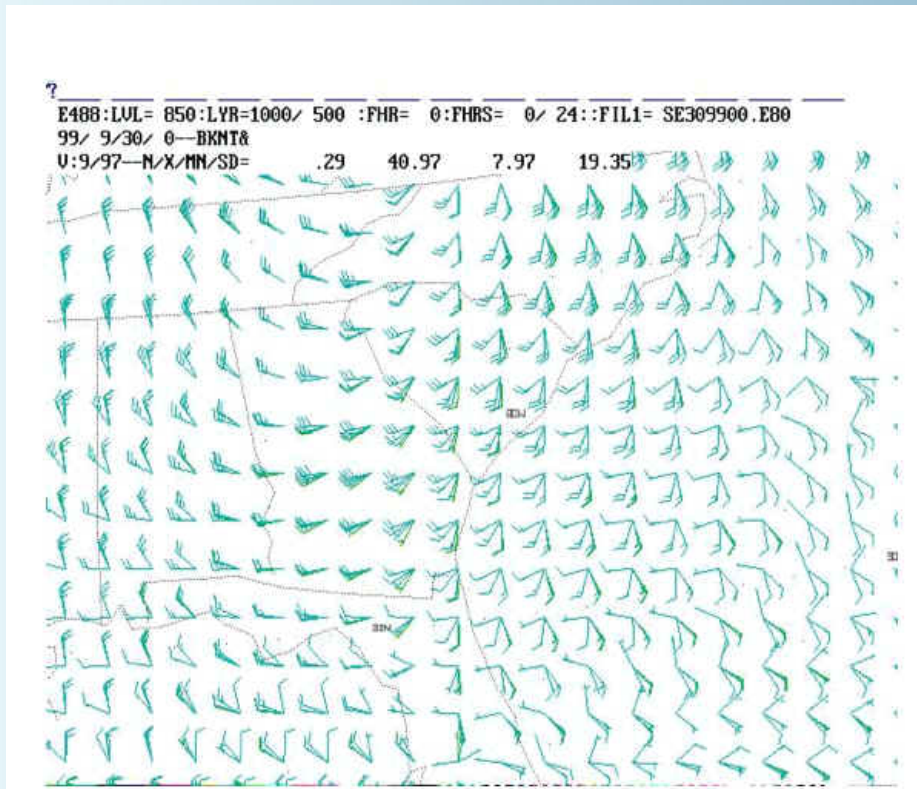 ?
E488:LVL= 850:LYR=1000/ 500 :FHR= 0:FHRS= 0/ 24::FIL1= SE309900.E80
99/ 9/30/ 0--BKNT&
V:9/97--N/X/MN/SD= .29 40.97 7.97 19.35
80W